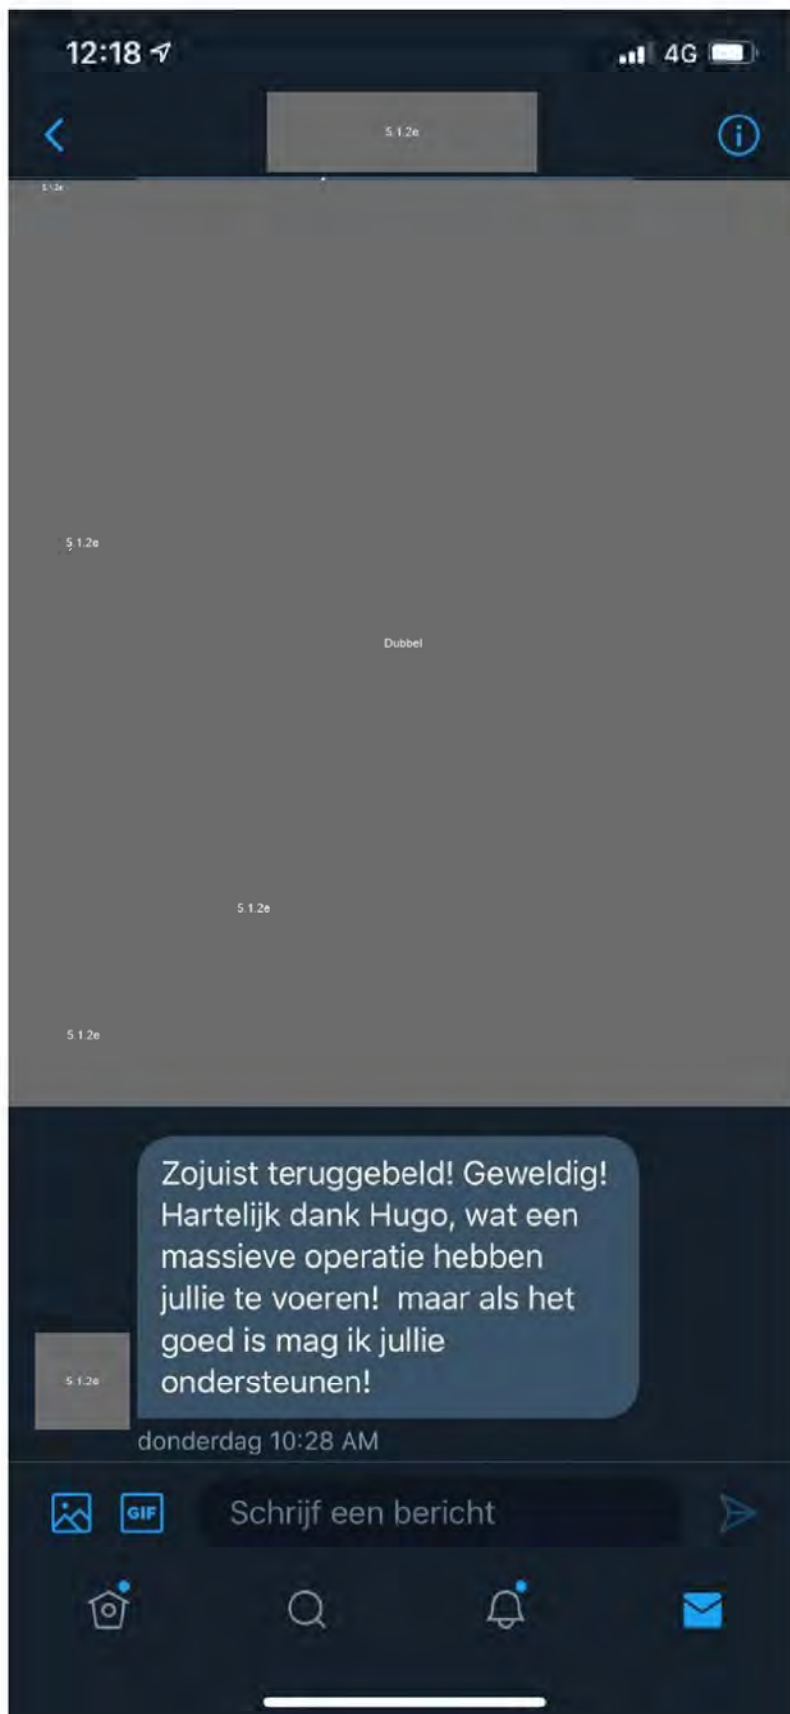 12:18
4G
5.1.2e
5.1.2e
5.1.2e
Dubbel
5.1.2e
5.1.2e
Zojuist teruggebeld! Geweldig!
Hartelijk dank Hugo, wat een
massieve operatie hebben
jullie te voeren!  maar als het
goed is mag ik jullie
ondersteunen!
5.1.2e
donderdag 10:28 AM
GIF
Schrijf een bericht